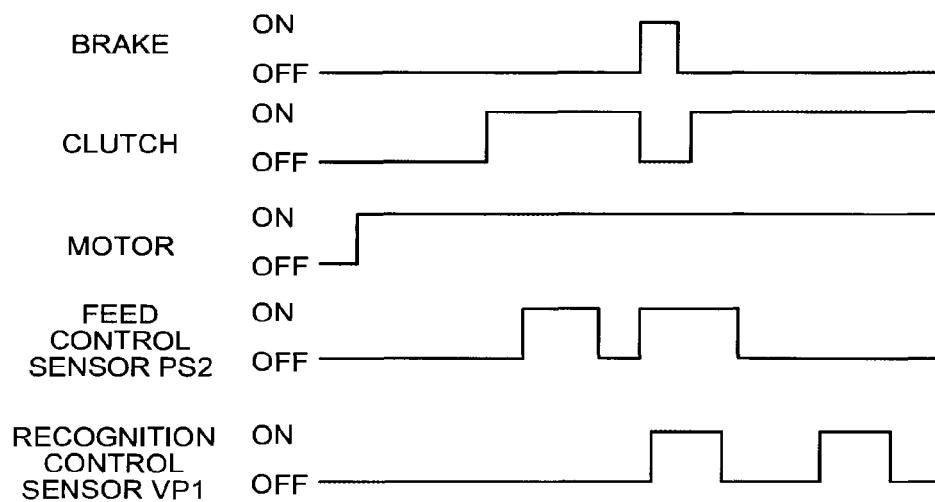 BRAKE
ON
OFF
CLUTCH
ON
OFF
MOTOR
ON
OFF
FEED
CONTROL
SENSOR PS2
ON
OFF
RECOGNITION
CONTROL
SENSOR VP1
ON
OFF